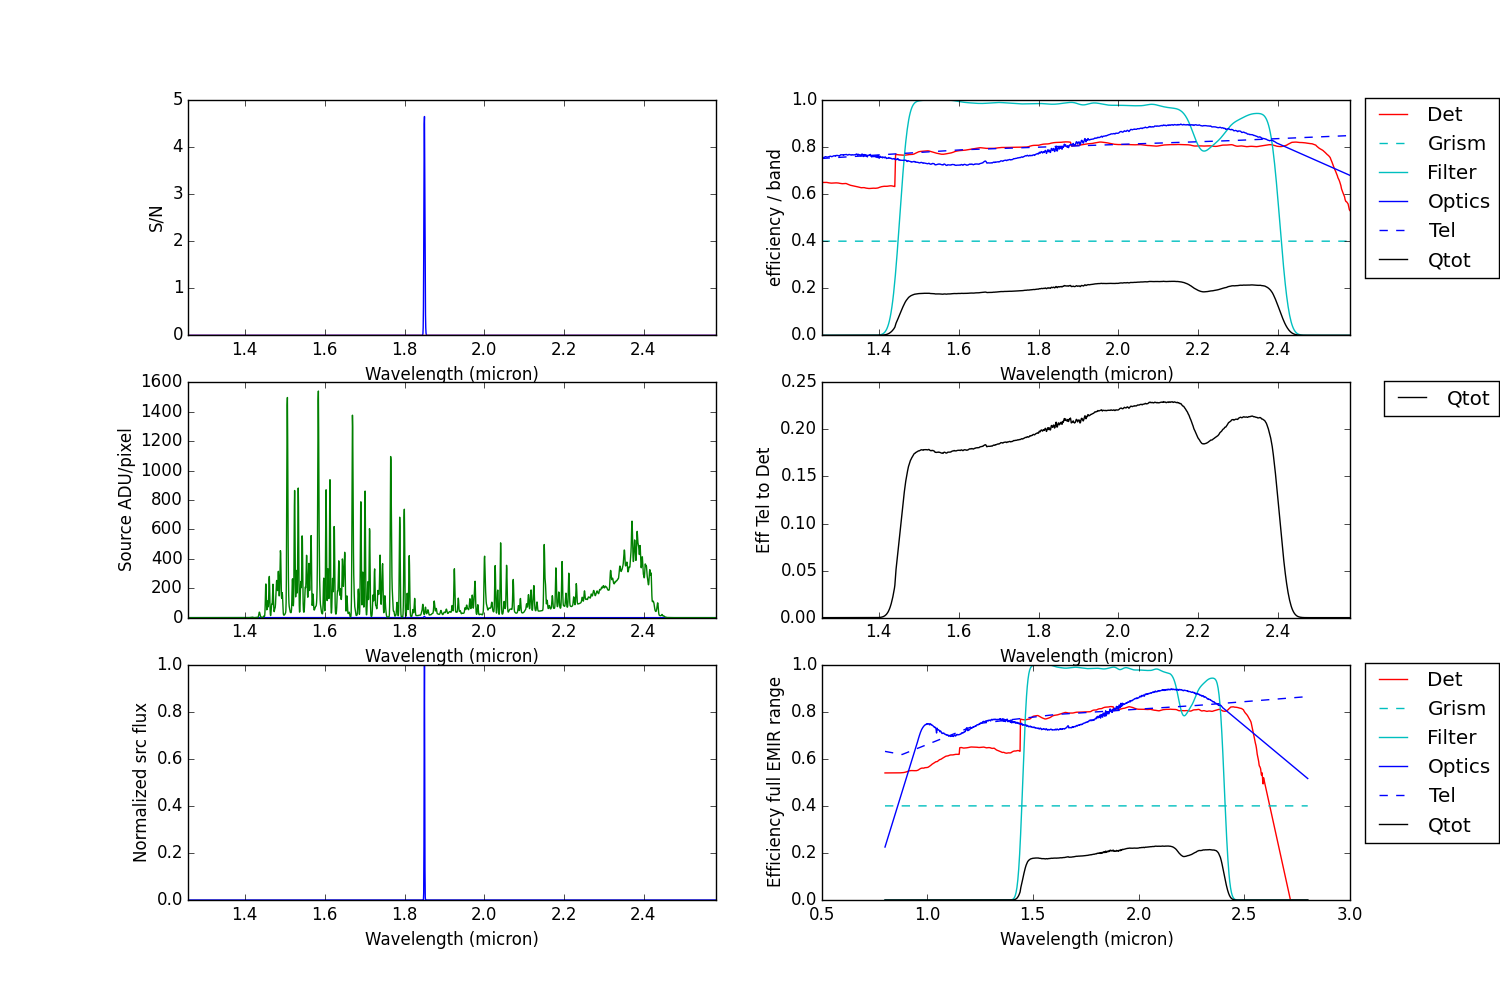 5
4
3
2
1
0
S/N
1.4 1.6 1.8 2.0 2.2 2.4
Wavelength (micron)
1.0
0.8
0.6
0.4
0.2
0.0
efficiency / band
1.4 1.6 1.8 2.0 2.2 2.4
Wavelength (micron)
Det
Grism
Filter
Optics
Tel
Qtot
1600
1400
1200
1000
800
600
400
200
0
Source ADU/pixel
1.4 1.6 1.8 2.0 2.2 2.4
Wavelength (micron)
0.25
0.20
0.15
0.10
0.05
0.00
Eff Tel to Det
1.4 1.6 1.8 2.0 2.2 2.4
Wavelength (micron)
Qtot
1.0
0.8
0.6
0.4
0.2
0.0
Normalized src flux
1.4 1.6 1.8 2.0 2.2 2.4
Wavelength (micron)
1.0
0.8
0.6
0.4
0.2
0.0
Efficiency full EMIR range
0.5 1.0 1.5 2.0 2.5 3.0
Wavelength (micron)
Det
Grism
Filter
Optics
Tel
Qtot